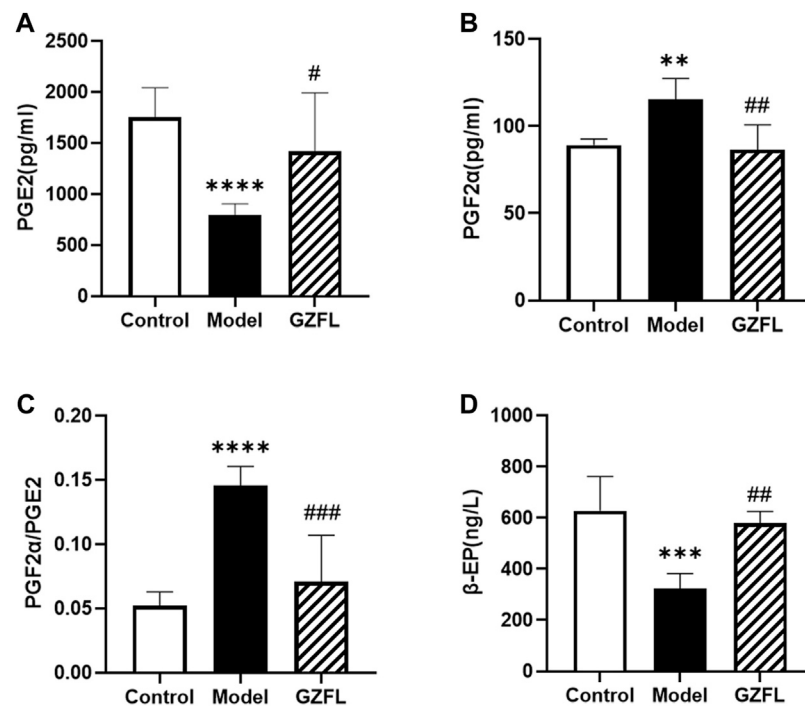 A
PGE2(pg/ml)
2500
2000
1500
1000
500
0
****
#
Control Model GZFL
B
PGF2α(pg/ml)
150
100
50
0
**
##
Control Model GZFL
C
PGF2α/PGE2
0.20
0.15
0.10
0.05
0.00
****
###
Control Model GZFL
D
β-EP(ng/L)
1000
800
600
400
200
0
***
##
Control Model GZFL